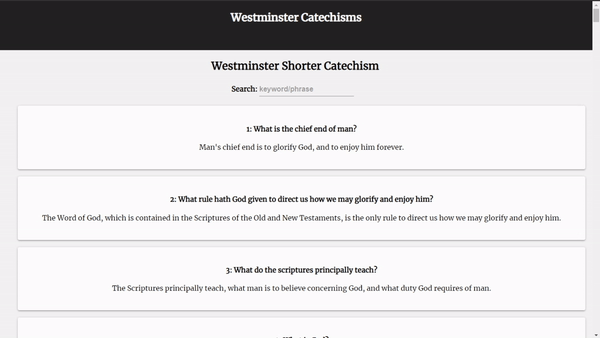 Westminster Catechisms
Westminster Shorter Catechism
Search: keyword/phrase
1: What is the chief end of man?
Man's chief end is to glorify God, and to enjoy him forever.
2: What rule hath God given to direct us how we may glorify and enjoy him?
The Word of God, which is contained in the Scriptures of the Old and New Testaments, is the only rule to direct us how we may glorify and enjoy him.
3: What do the scriptures principally teach?
The Scriptures principally teach, what man is to believe concerning God, and what duty God requires of man.